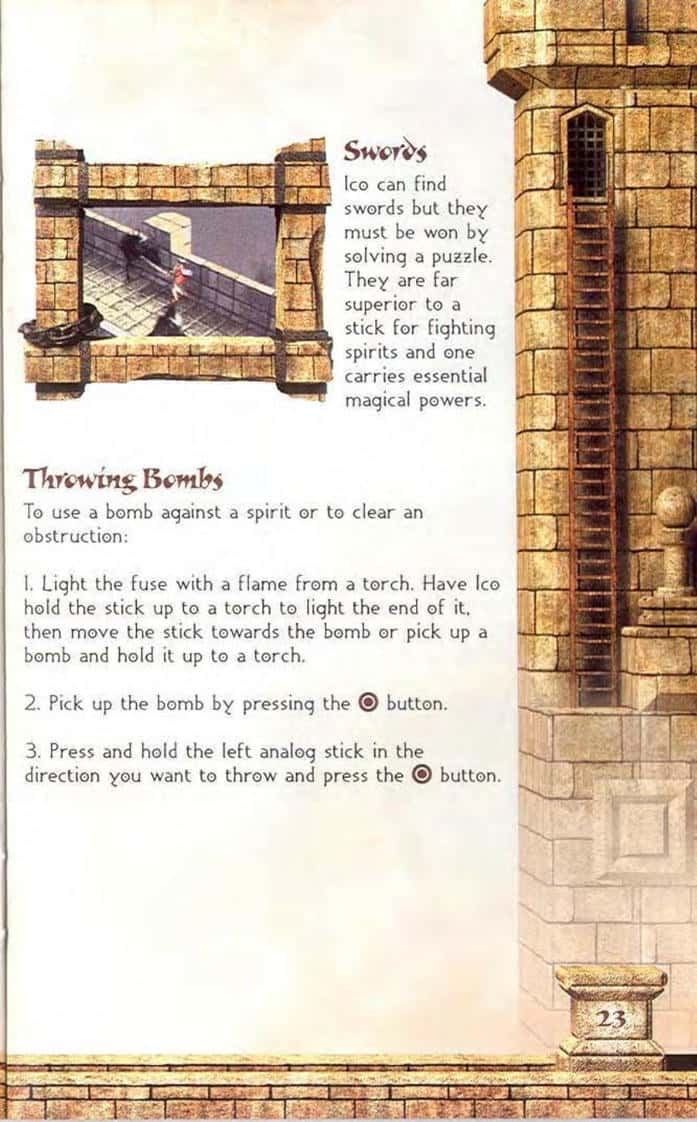 Swords
Ico can find
swords but they
must be won by
solving a puzzle.
They are far
superior to a
stick for fighting
spirits and one
carries essential
magical powers.
Throwing Bombs
To use a bomb against a spirit or to clear an
obstruction:
1. Light the fuse with a flame from a torch. Have Ico
hold the stick up to a torch to light the end of it,
then move the stick towards the bomb or pick up a
bomb and hold it up to a torch.
2. Pick up the bomb by pressing the button.
3. Press and hold the left analog stick in the
direction you want to throw and press the button.
23